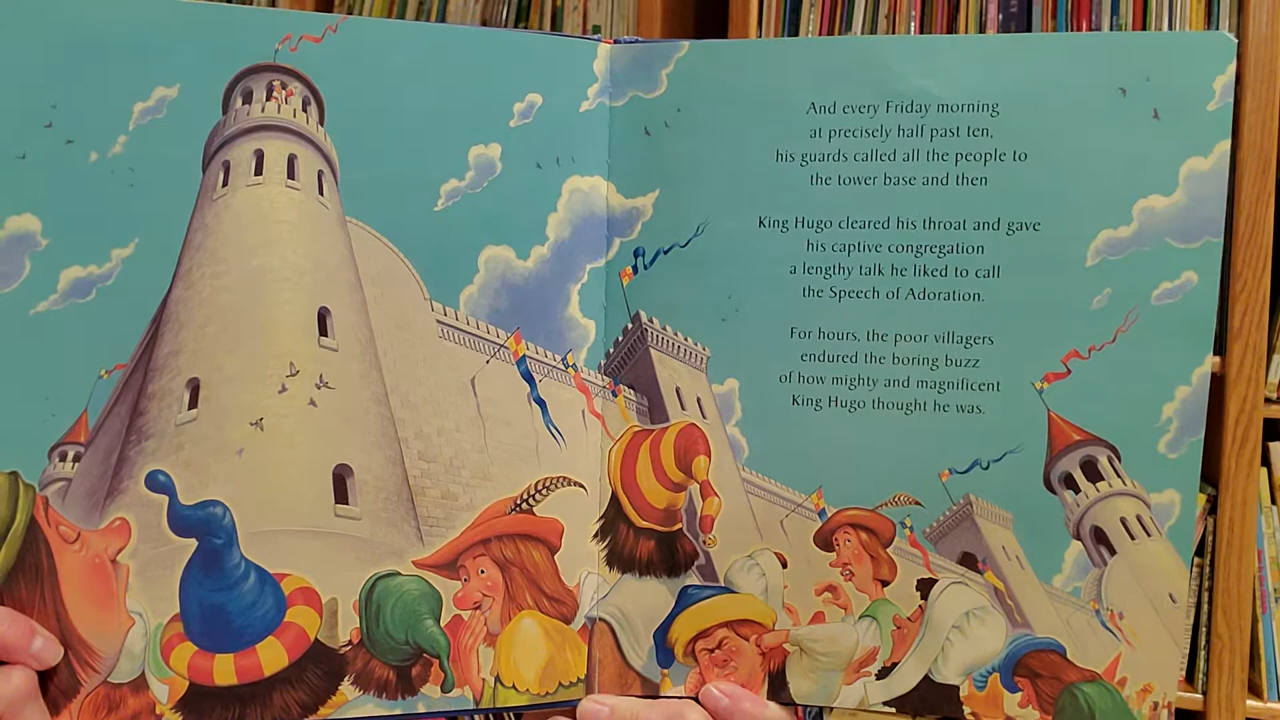 And every Friday morning
at precisely half past ten,
his guards called all the people to
the tower base and then
King Hugo cleared his throat and gave
his captive congregation
a lengthy talk he liked to call
the Speech of Adoration.
For hours, the poor villagers
endured the boring buzz
of how mighty and magnificent
King Hugo thought he was.